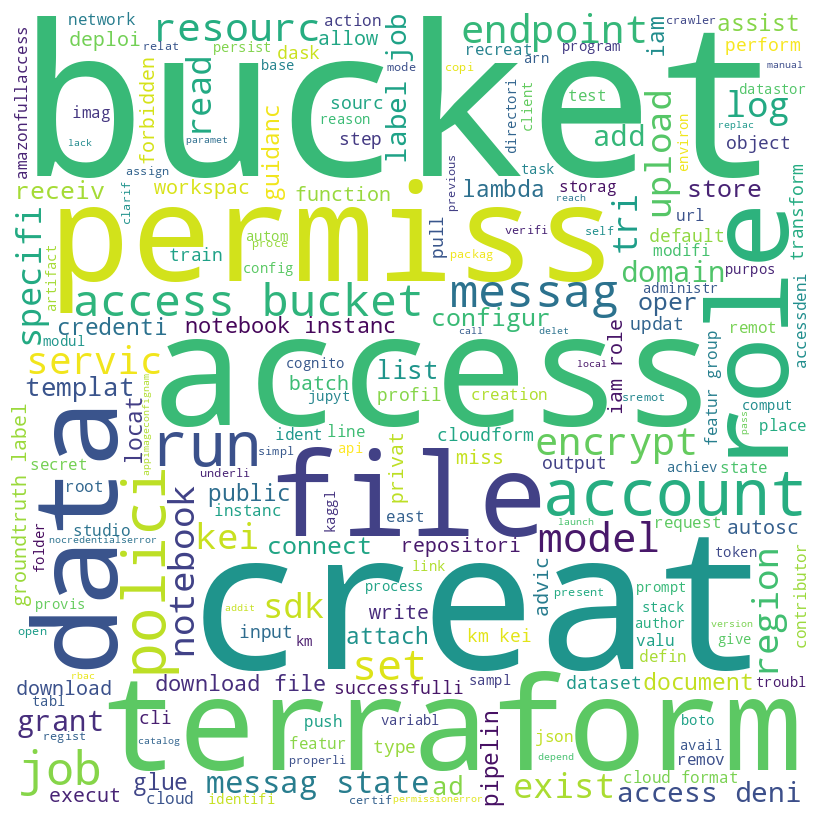 bucket
permiss
access
file
creat
terraform
data
role
network
resourc
action
endpoint
crawler
assist
deploi
relat
persist
dask
allow
label job
recreat
program
iam
perform
amazonfullaccess
imag
forbidden
base
mode
copi
arn
manual
read
guidanc
sourc
reason
step
directori
client
test
add
environ
log
datastor
replac
object
lack
paramet
assign
clarif
receiv
workspac
function
previous
lambda
task
reach
storag
upload
store
transform
specifi
artifact
train
autom
proce
config
pull
verifi
packag
self
tri
url
default
modifi
domain
purpos
access bucket
messag
oper
administr
accessdeni
modul
credenti
notebook instanc
configur
call
delet
updat
remot
servic
cognito
list
local
iam role
featur group
comput
place
templat
appimageconfignam
batch
jupyt
profil
creation
sremot
pass
locat
run
ident
line
cloudform
encrypt
groundtruth label
secret
underli
simpl
api
privat
miss
output
achiev
state
root
polici
public
kaggl
account
launch
request
autosc
studio
instanc
east
nocredentialserror
notebook
kei
connect
repositori
model
token
contributor
folder
link
advic
region
provis
sdk
process
present
prompt
addit
write
stack
author
version
open
input
km
attach
km kei
sampl
valu
give
defin
rbac
set
download
download file
successfulli
dataset
document
troubl
tabl
grant
cli
push
variabl
pipelin
boto
regist
catalog
featur
type
json
properli
depend
avail
remov
job
glue
messag state
ad
exist
cloud format
access deni
execut
cloud
identifi
certif
permissionerror